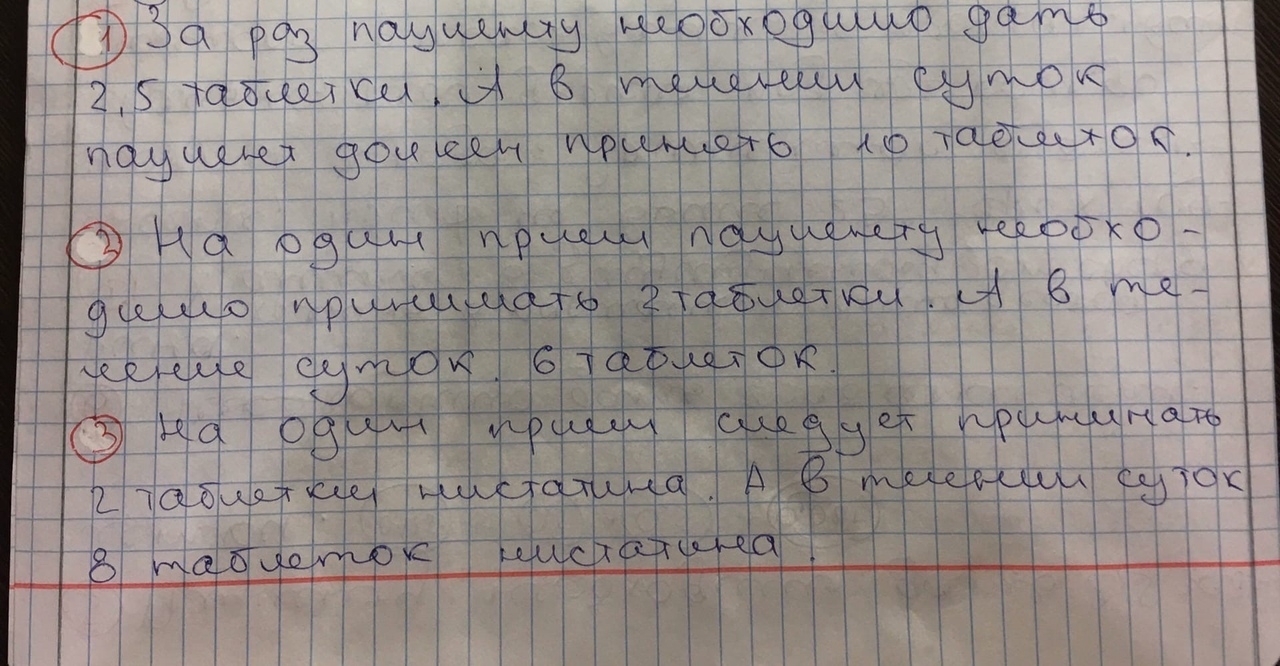 1 За раз пациенту необходимо дать
2,5 таблетки. А в течении суток
пациент должен принять 10 таблеток.
2 На один прием пациенту необхо-
димо принимать 2 таблетки. А в те-
чение суток 6 таблеток.
3 На один прием следует принимать
2 таблетки нистатина. А в течении суток
8 таблеток нистатина.